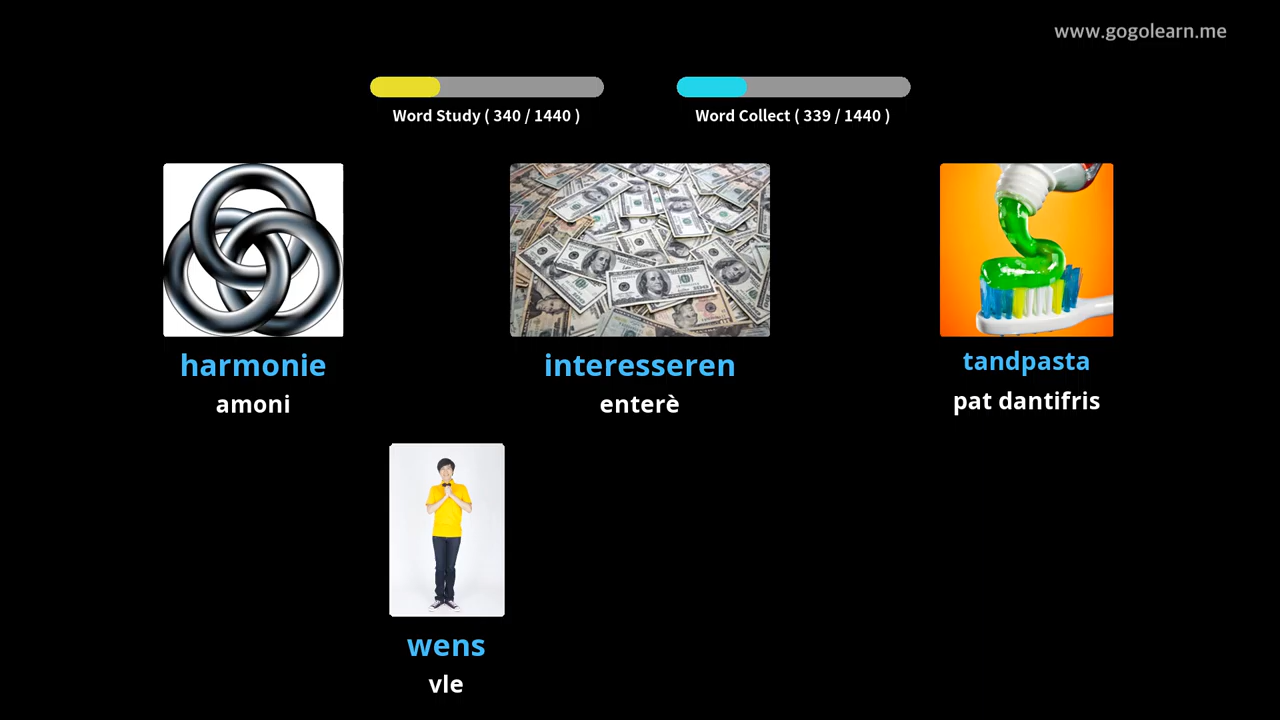 www.gogolearn.me
Word Study ( 340 / 1440 )
Word Collect ( 339 / 1440 )
harmonie
interesseren
tandpasta
amoni
enterè
pat dantifris
wens
vle